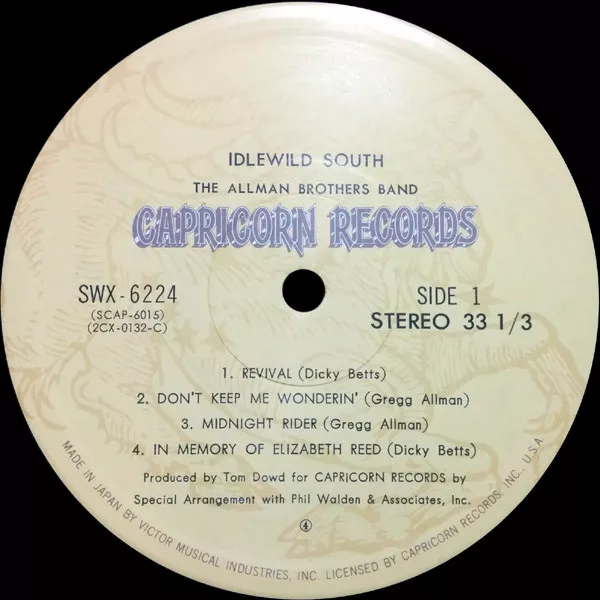 IDLEWILD SOUTH
THE ALLMAN BROTHERS BAND
CAPRICORN RECORDS
SWX-6224
(SCAP-6015)
(2CX-0132-C)
SIDE 1
STEREO 33 1/3
1. REVIVAL (Dicky Betts)
2. DON'T KEEP ME WONDERIN' (Gregg Allman)
3. MIDNIGHT RIDER (Gregg Allman)
4. IN MEMORY OF ELIZABETH REED (Dicky Betts)
Produced by Tom Dowd for CAPRICORN RECORDS by
Special Arrangement with Phil Walden & Associates, Inc.
④
MADE IN JAPAN BY VICTOR MUSICAL INDUSTRIES, INC. LICENSED BY CAPRICORN RECORDS, INC., U.S.A.